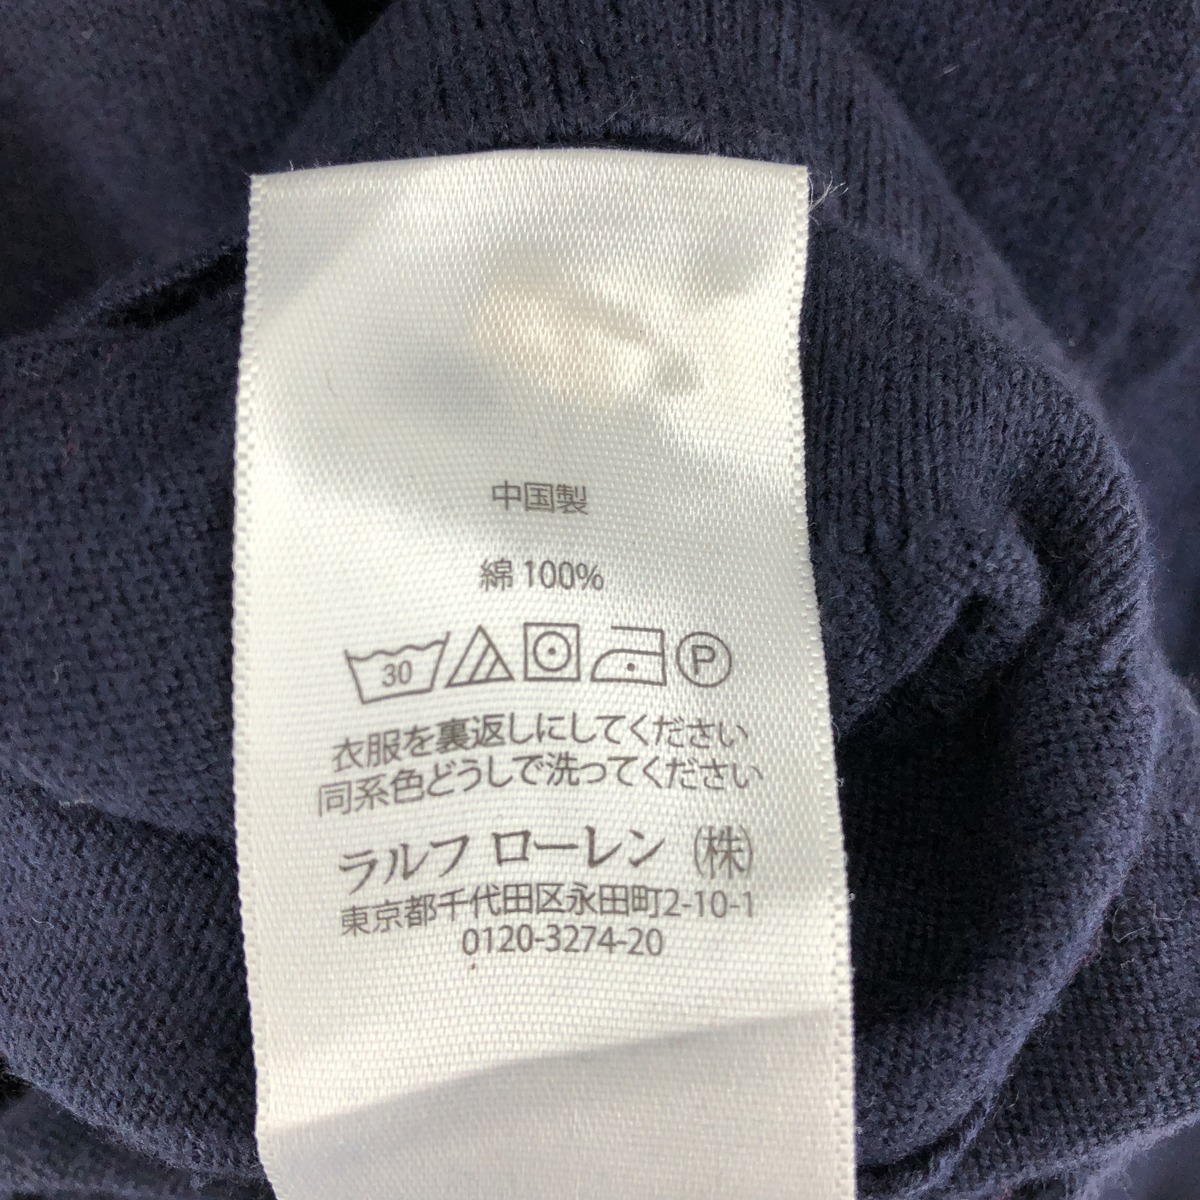 中国製
綿 100%
30 P
衣服を裏返しにしてください
同系色どうしで洗ってください
ラルフ ローレン (株)
東京都千代田区永田町2-10-1
0120-3274-20